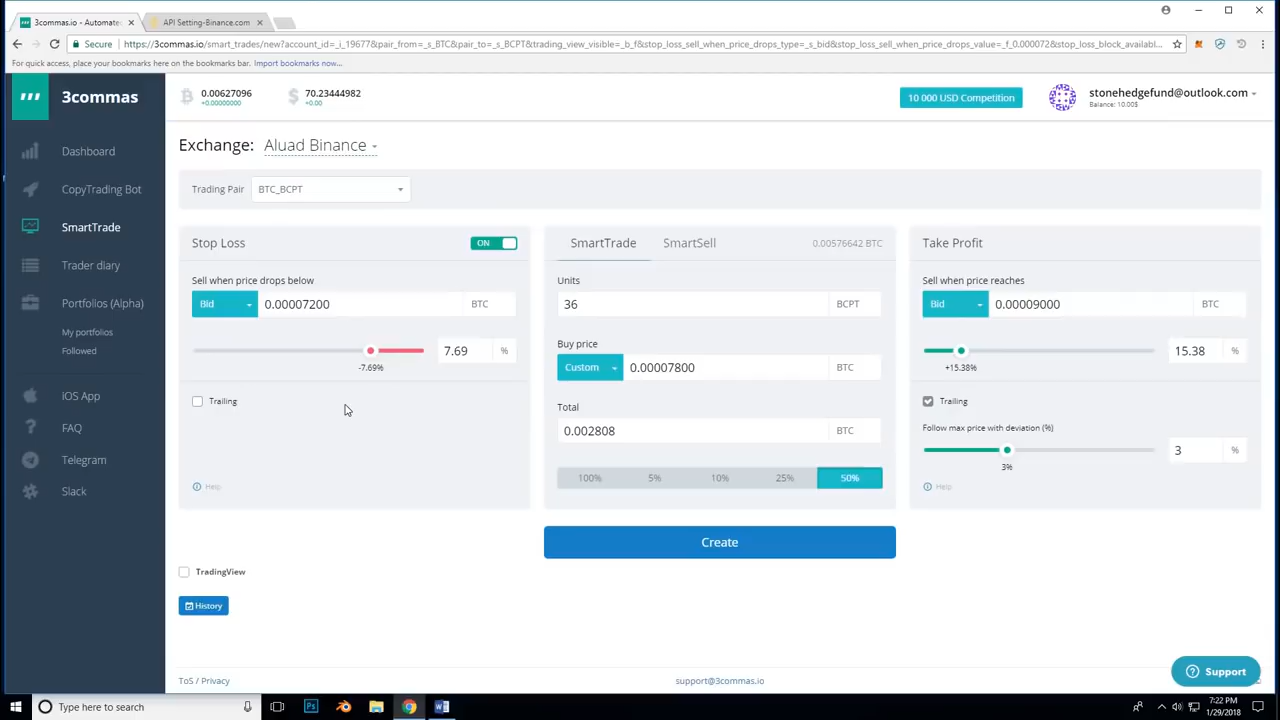 3commas.io - Automate
API Setting-Binance.com
Secure
https://3commas.io/smart_trades/new?account_id=_i_19677&pair_from=_s_BTC&pair_to=_s_BCPT&trading_view_visible=_b_f&stop_loss_sell_when_price_drops_type=_s_bid&stop_loss_sell_when_price_drops_value=_f_0.000072&stop_loss_block_availabl...
For quick access, place your bookmarks here on the bookmarks bar. Import bookmarks now...
3commas
0.00627096
+0.00000000
70.23444982
+0.00
10 000 USD Competition
stonehedgefund@outlook.com
Balance: 10.00$
Dashboard
CopyTrading Bot
SmartTrade
Trader diary
Portfolios (Alpha)
My portfolios
Followed
iOS App
FAQ
Telegram
Slack
Exchange: Aluad Binance
Trading Pair BTC_BCPT
Stop Loss ON
Sell when price drops below
Bid 0.00007200 BTC
7.69 %
-7.69%
Trailing
Help
SmartTrade SmartSell 0.00576642 BTC
Units
36 BCPT
Buy price
Custom 0.00007800 BTC
Total
0.002808 BTC
100% 5% 10% 25% 50%
Create
Take Profit
Sell when price reaches
Bid 0.00009000 BTC
15.38 %
+15.38%
Trailing
Follow max price with deviation (%)
3 %
3%
Help
TradingView
History
ToS / Privacy
support@3commas.io
Support
Type here to search
7:22 PM
1/29/2018